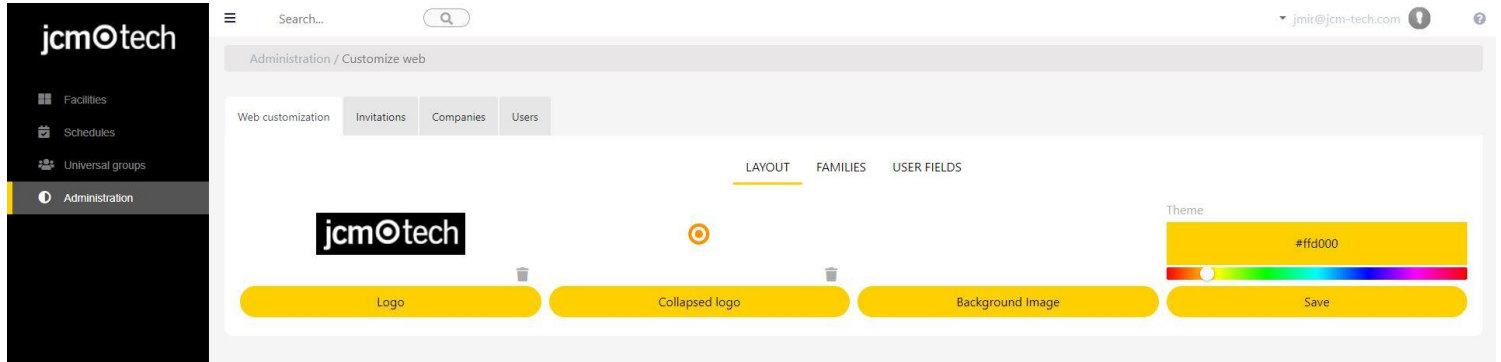 jcm tech
Search...
jmir@jcm-tech.com
Administration / Customize web
Facilities
Schedules
Universal groups
Administration
Web customization Invitations Companies Users
LAYOUT FAMILIES USER FIELDS
jcm tech
Theme
#ffd000
Logo Collapsed logo Background Image Save